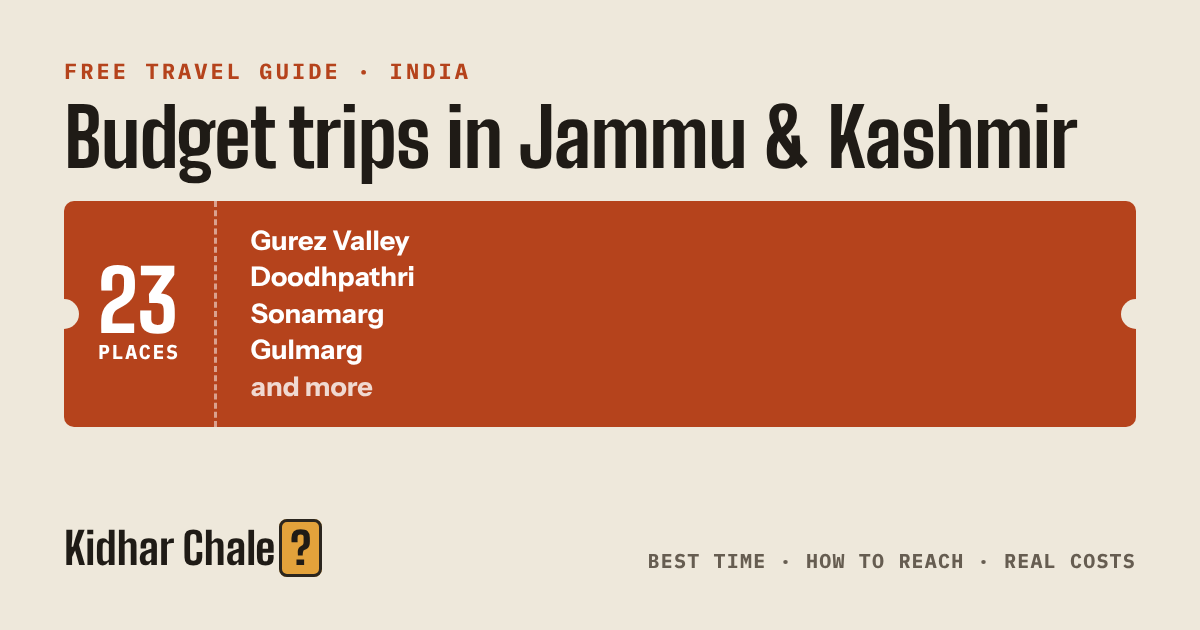 FREE TRAVEL GUIDE · INDIA
Budget trips in Jammu & Kashmir
23
PLACES
Gurez Valley
Doodhpathri
Sonamarg
Gulmarg
and more
Kidhar Chale ?
BEST TIME · HOW TO REACH · REAL COSTS